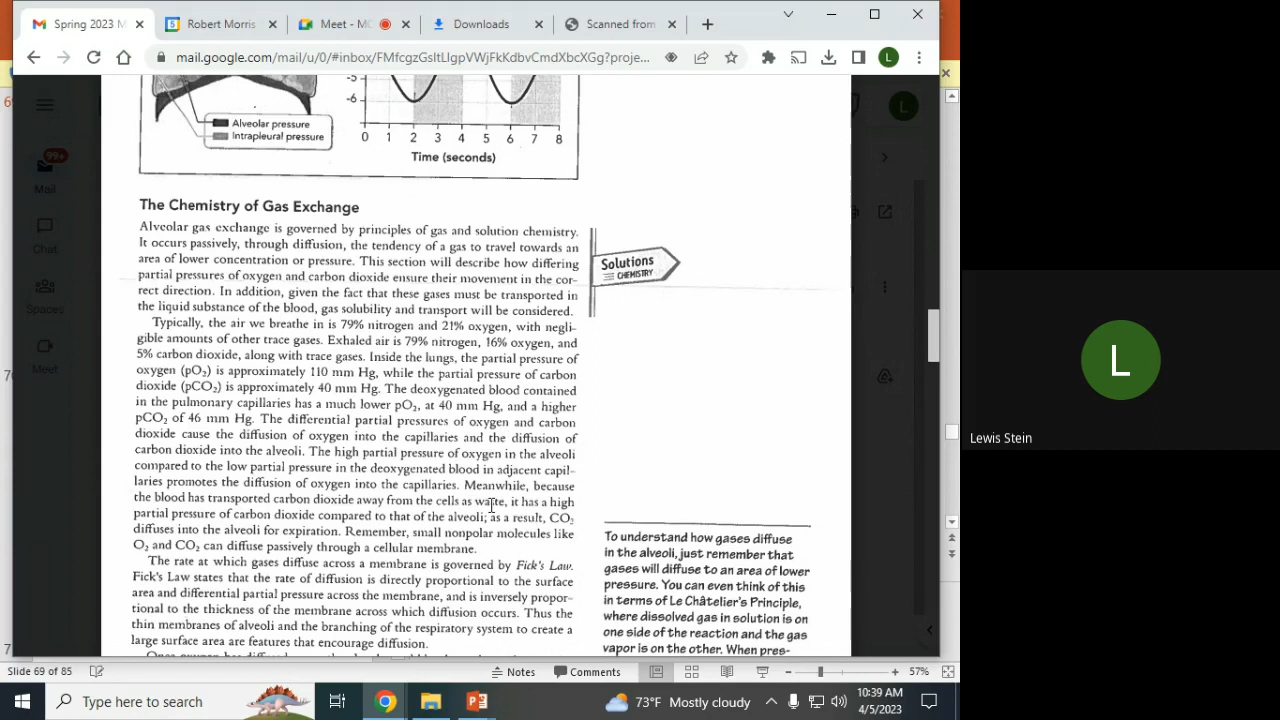 Spring 2023 M
Robert Morris
Meet - MC
Downloads
Scanned from
mail.google.com/mail/u/0/#inbox/FMfcgzGsltLlgpVWjFkKdbvCmdXbcXGg?proje...
L
99+
Mail
Chat
Spaces
Meet
L
-5
-6
0 1 2 3 4 5 6 7 8
Time (seconds)
Alveolar pressure
Intrapleural pressure
The Chemistry of Gas Exchange
Alveolar gas exchange is governed by principles of gas and solution chemistry.
It occurs passively, through diffusion, the tendency of a gas to travel towards an
area of lower concentration or pressure. This section will describe how differing
partial pressures of oxygen and carbon dioxide ensure their movement in the cor-
rect direction. In addition, given the fact that these gases must be transported in
the liquid substance of the blood, gas solubility and transport will be considered.
Typically, the air we breathe in is 79% nitrogen and 21% oxygen, with negli-
gible amounts of other trace gases. Exhaled air is 79% nitrogen, 16% oxygen, and
5% carbon dioxide, along with trace gases. Inside the lungs, the partial pressure of
oxygen (pO₂) is approximately 110 mm Hg, while the partial pressure of carbon
dioxide (pCO₂) is approximately 40 mm Hg. The deoxygenated blood contained
in the pulmonary capillaries has a much lower pO₂, at 40 mm Hg, and a higher
pCO₂ of 46 mm Hg. The differential partial pressures of oxygen and carbon
dioxide cause the diffusion of oxygen into the capillaries and the diffusion of
carbon dioxide into the alveoli. The high partial pressure of oxygen in the alveoli
compared to the low partial pressure in the deoxygenated blood in adjacent capil-
laries promotes the diffusion of oxygen into the capillaries. Meanwhile, because
the blood has transported carbon dioxide away from the cells as waste, it has a high
partial pressure of carbon dioxide compared to that of the alveoli; as a result, CO₂
diffuses into the alveoli for expiration. Remember, small nonpolar molecules like
O₂ and CO₂ can diffuse passively through a cellular membrane.
The rate at which gases diffuse across a membrane is governed by Fick's Law.
Fick's Law states that the rate of diffusion is directly proportional to the surface
area and differential partial pressure across the membrane, and is inversely propor-
tional to the thickness of the membrane across which diffusion occurs. Thus the
thin membranes of alveoli and the branching of the respiratory system to create a
large surface area are features that encourage diffusion.
Solutions
CHEMISTRY
To understand how gases diffuse
in the alveoli, just remember that
gases will diffuse to an area of lower
pressure. You can even think of this
in terms of Le Châtelier's Principle,
where dissolved gas in solution is on
one side of the reaction and the gas
vapor is on the other. When pres-
L
Lewis Stein
Slide 69 of 85
Notes
Comments
57%
Type here to search
73°F Mostly cloudy
10:39 AM
4/5/2023